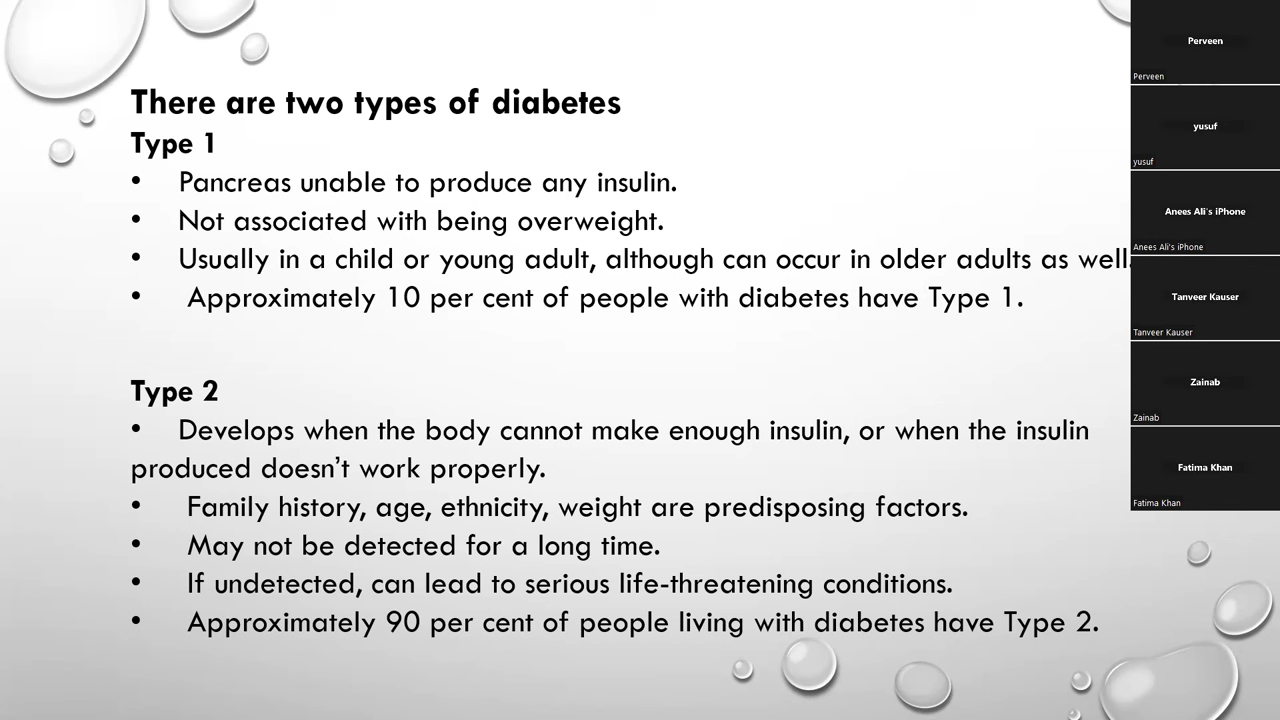 There are two types of diabetes
Type 1
• Pancreas unable to produce any insulin.
• Not associated with being overweight.
• Usually in a child or young adult, although can occur in older adults as well.
• Approximately 10 per cent of people with diabetes have Type 1.
Type 2
• Develops when the body cannot make enough insulin, or when the insulin
produced doesn’t work properly.
• Family history, age, ethnicity, weight are predisposing factors.
• May not be detected for a long time.
• If undetected, can lead to serious life-threatening conditions.
• Approximately 90 per cent of people living with diabetes have Type 2.
Perveen
Perveen
yusuf
yusuf
Anees Ali's iPhone
Anees Ali's iPhone
Tanveer Kauser
Tanveer Kauser
Zainab
Zainab
Fatima Khan
Fatima Khan